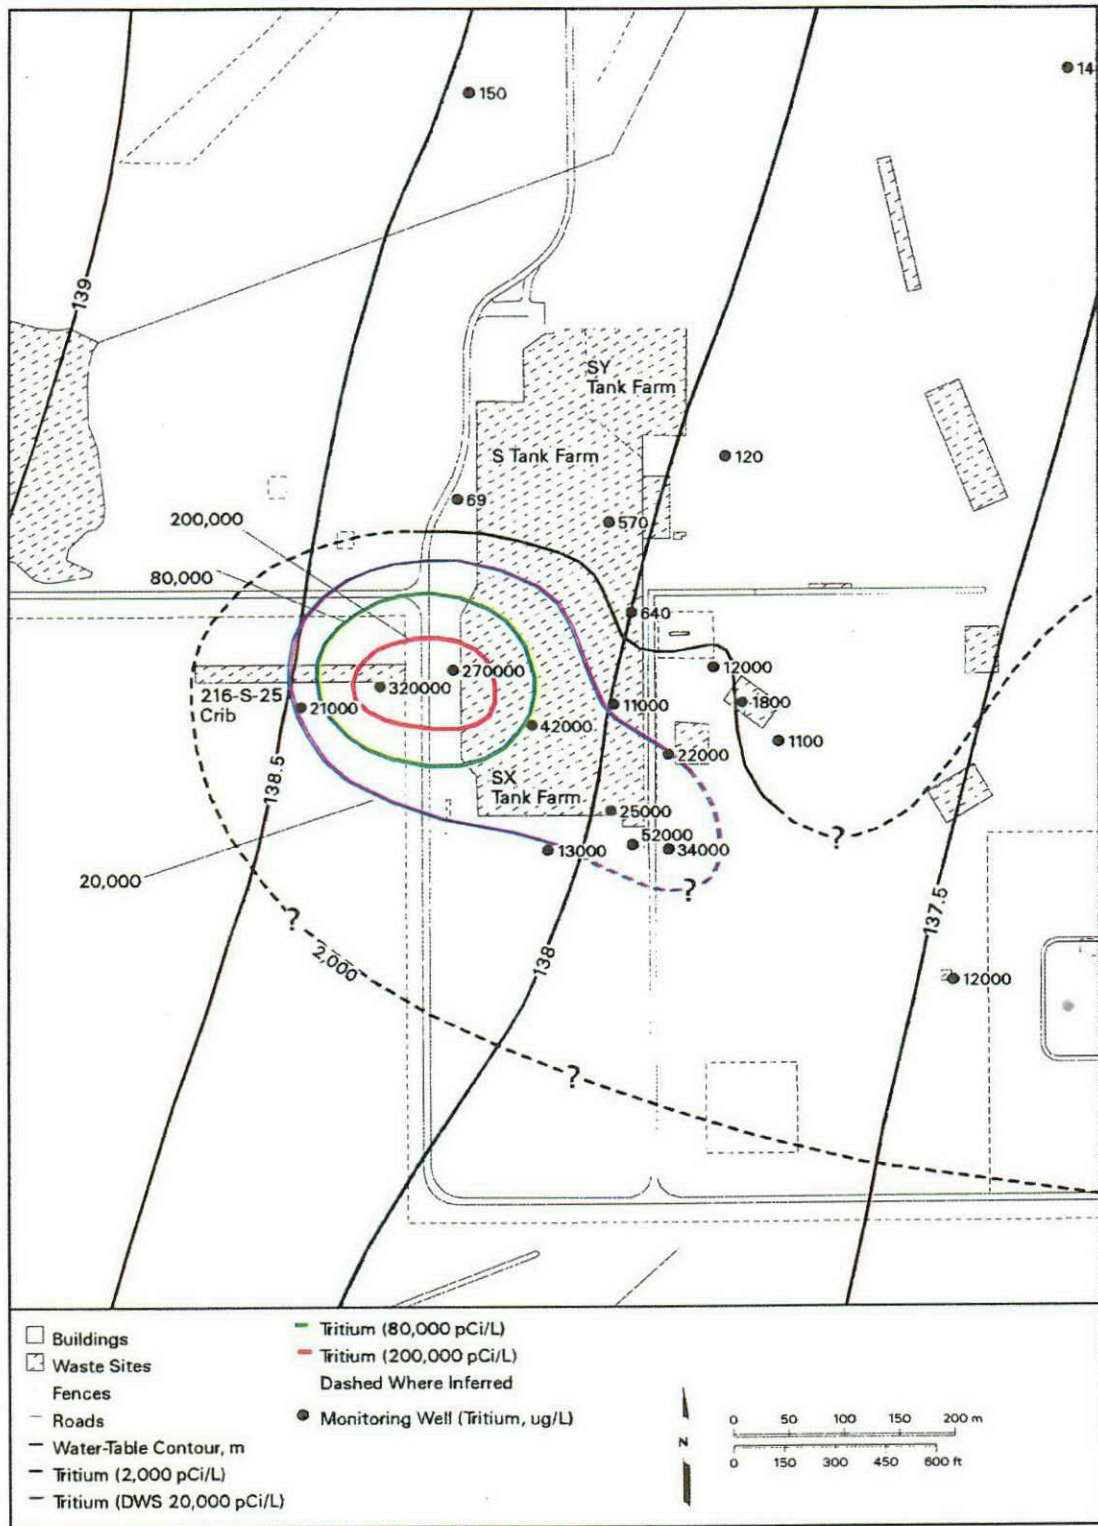 14
150
139
SY
Tank Farm
S Tank Farm
120
69
570
200,000
80,000
640
12000
270000
320000
216-S-25
Crib
21000
11000
1800
42000
1100
22000
SX
Tank Farm
138.5
25000
52000
34000
13000
?
20,000
?
?
2,000
138
137.5
12000
?
Buildings
Waste Sites
Fences
Roads
Water-Table Contour, m
Tritium (2,000 pCi/L)
Tritium (DWS 20,000 pCi/L)
Tritium (80,000 pCi/L)
Tritium (200,000 pCi/L)
Dashed Where Inferred
Monitoring Well (Tritium, ug/L)
N
0 50 100 150 200 m
0 150 300 450 600 ft